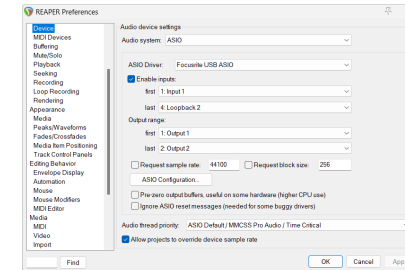 REAPER Preferences
Device
MIDI Devices
Buffering
Mute/Solo
Playback
Seeking
Recording
Loop Recording
Rendering
Appearance
Media
Peaks/Waveforms
Fades/Crossfades
Media Item Positioning
Track Control Panels
Editing Behavior
Envelope Display
Automation
Mouse
Mouse Modifiers
MIDI Editor
Media
MIDI
Video
Import
Find
Audio device settings
Audio system: ASIO
ASIO Driver: Focusrite USB ASIO
Enable inputs:
first 1: Input 1
last 4: Loopback 2
Output range:
first 1: Output 1
last 2: Output 2
Request sample rate: 44100 Request block size: 256
ASIO Configuration...
Pre-zero output buffers, useful on some hardware (higher CPU use)
Ignore ASIO reset messages (needed for some buggy drivers)
Audio thread priority: ASIO Default / MMCSS Pro Audio / Time Critical
Allow projects to override device sample rate
OK Cancel App